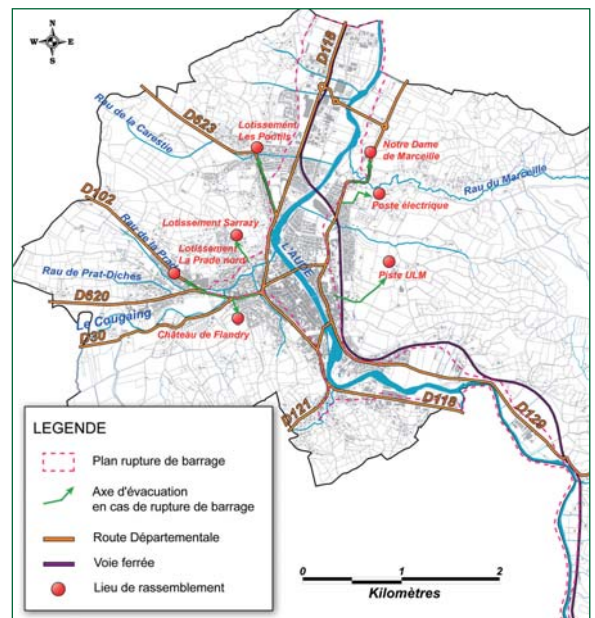 N
W E
S
D118
Rau de la Carestie
D623
Lotissement
Les Pontils
Notre Dame
de Marceille
Rau du Marceille
Poste électrique
D102
Lotissement Sarrazy
Rau de la Prade
Lotissement
La Prade nord
L'AUDE
Rau de Prat-Diches
Piste ULM
D620
Le Cougaing
Château de Flandry
D30
D121
D118
D129
LEGENDE
Plan rupture de barrage
Axe d'évacuation
en cas de rupture de barrage
Route Départementale
Voie ferrée
Lieu de rassemblement
0 1 2
Kilomètres